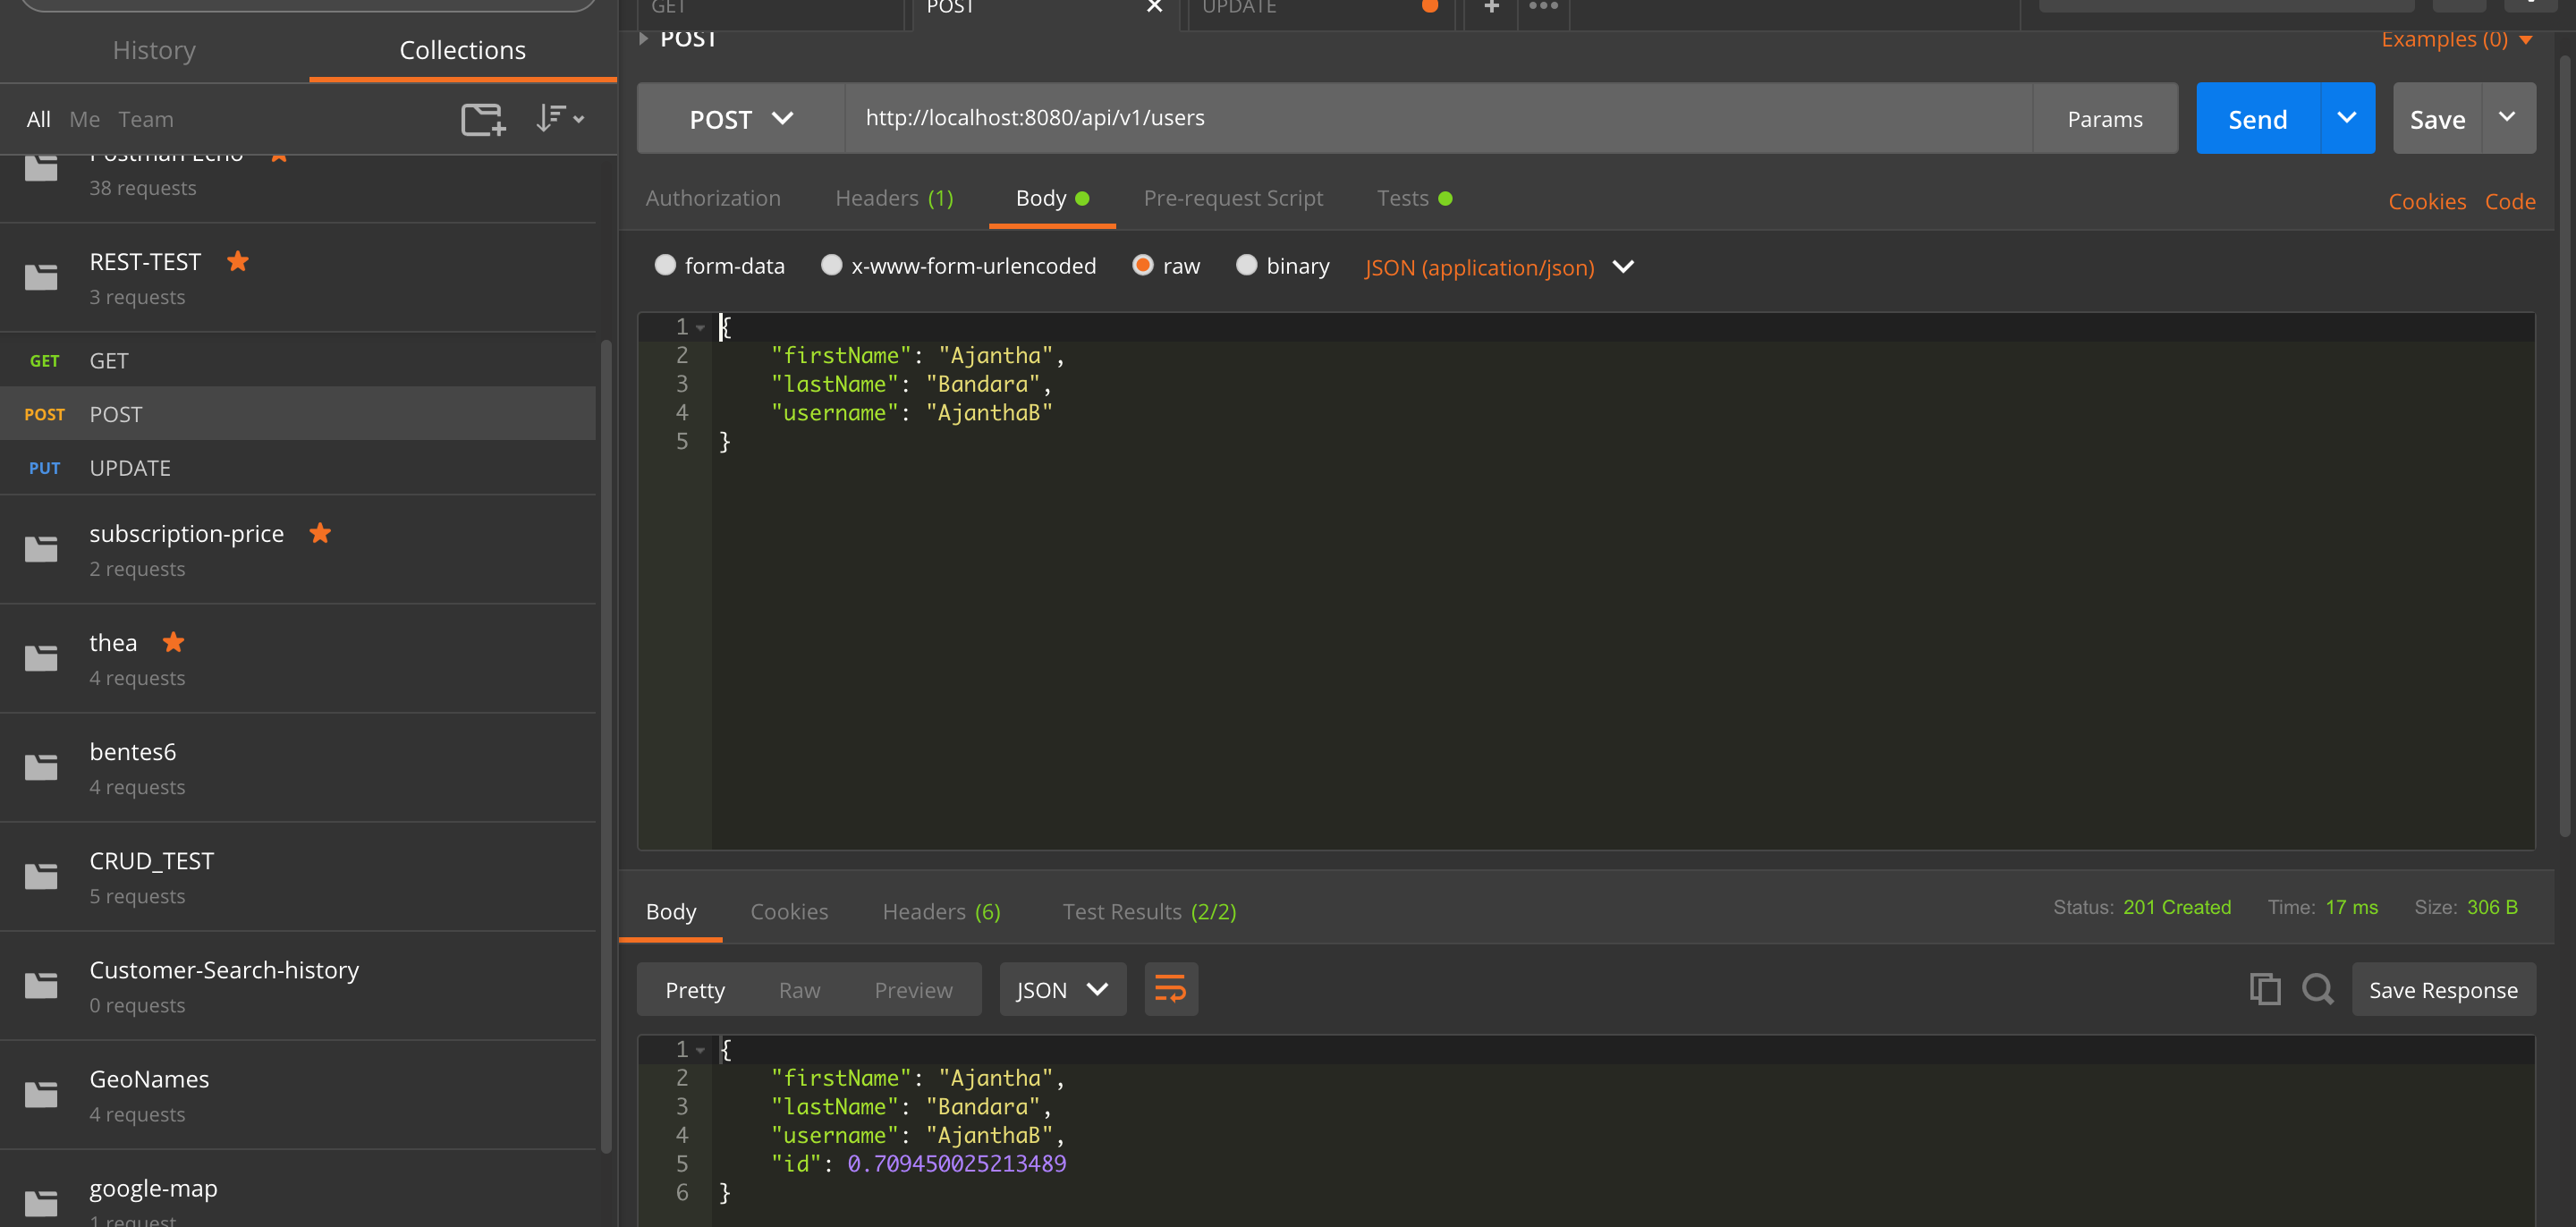 History Collections
All Me Team
Postman Echo
38 requests
REST-TEST
3 requests
GET GET
POST POST
PUT UPDATE
subscription-price
2 requests
thea
4 requests
bentes6
4 requests
CRUD_TEST
5 requests
Customer-Search-history
0 requests
GeoNames
4 requests
google-map
1 request
GET POST UPDATE
POST
Examples (0)
POST http://localhost:8080/api/v1/users Params Send Save
Authorization Headers (1) Body Pre-request Script Tests Cookies Code
form-data x-www-form-urlencoded raw binary JSON (application/json)
1 {
2 "firstName": "Ajantha",
3 "lastName": "Bandara",
4 "username": "AjanthaB"
5 }
Body Cookies Headers (6) Test Results (2/2) Status: 201 Created Time: 17 ms Size: 306 B
Pretty Raw Preview JSON Save Response
1 {
2 "firstName": "Ajantha",
3 "lastName": "Bandara",
4 "username": "AjanthaB",
5 "id": 0.709450025213489
6 }